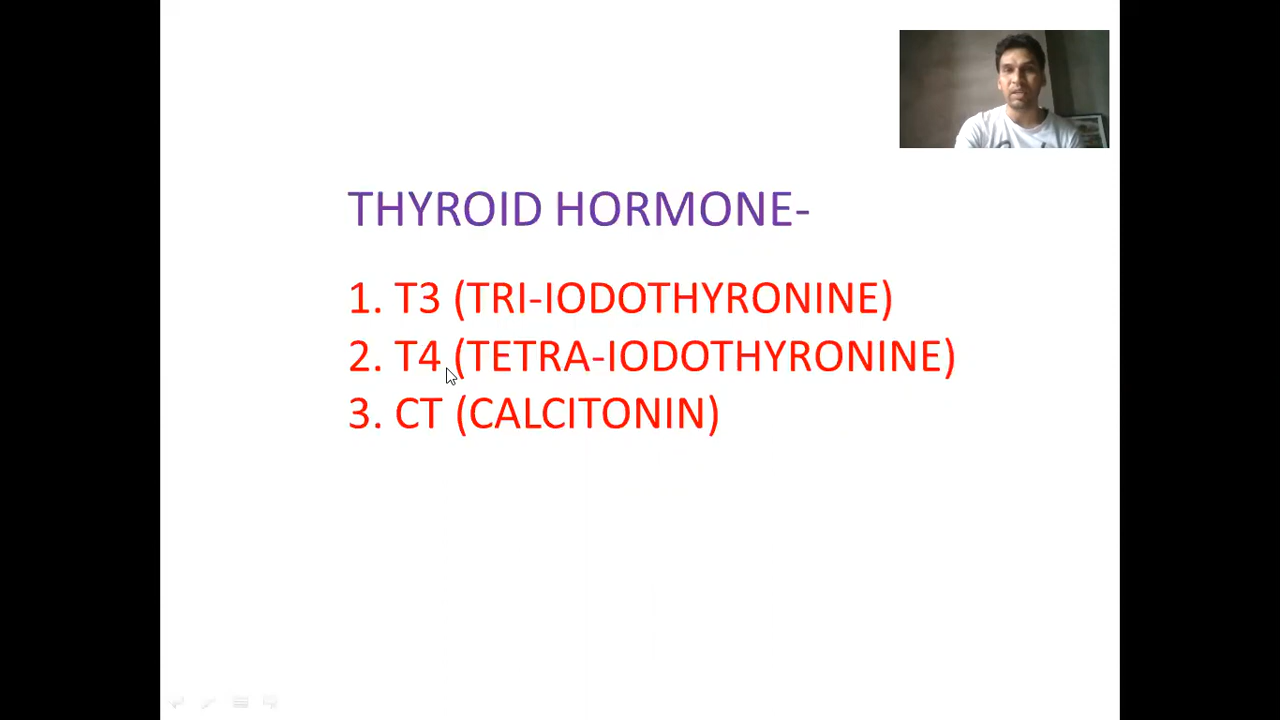 THYROID HORMONE-
1. T3 (TRI-IODOTHYRONINE)
2. T4 (TETRA-IODOTHYRONINE)
3. CT (CALCITONIN)